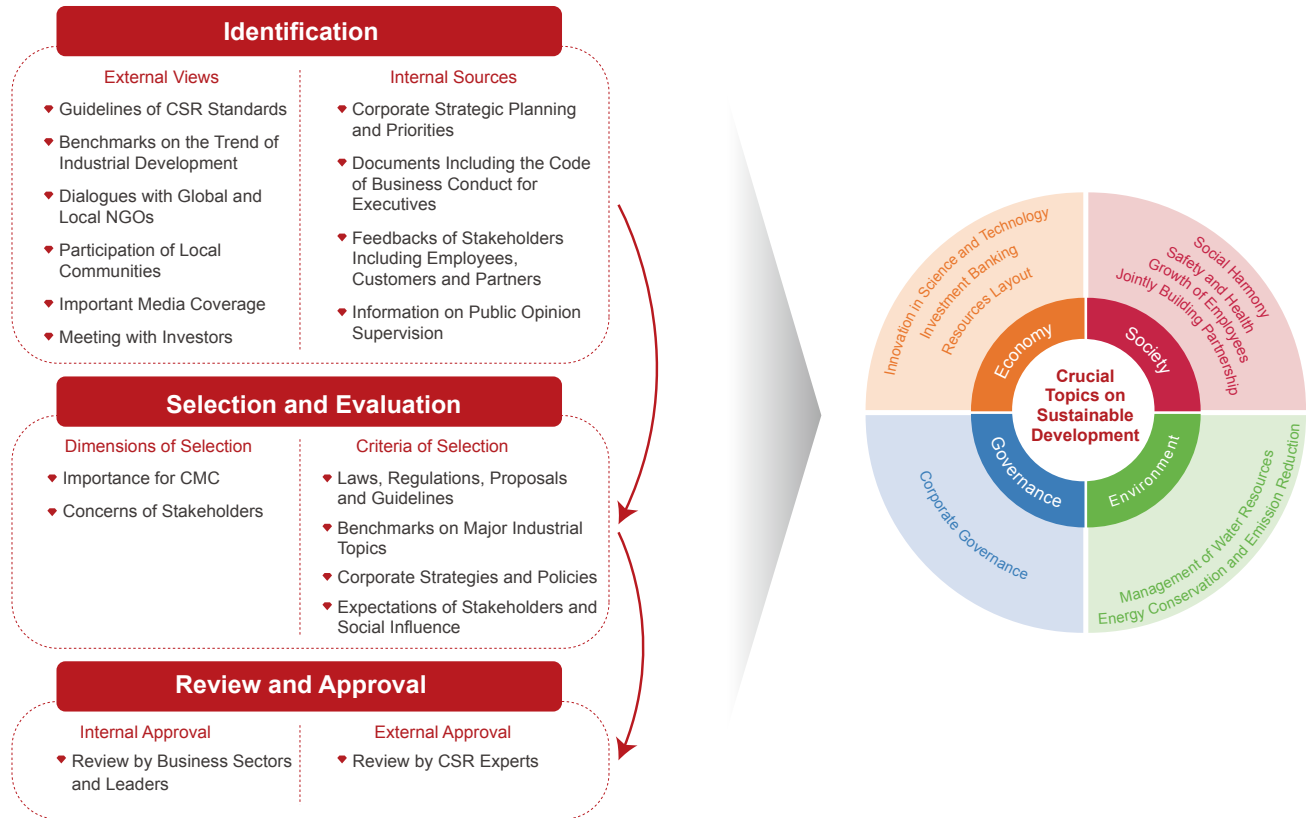 Identification
External Views
Guidelines of CSR Standards
Benchmarks on the Trend of
Industrial Development
Dialogues with Global and
Local NGOs
Participation of Local
Communities
Important Media Coverage
Meeting with Investors
Internal Sources
Corporate Strategic Planning
and Priorities
Documents Including the Code
of Business Conduct for
Executives
Feedbacks of Stakeholders
Including Employees,
Customers and Partners
Information on Public Opinion
Supervision
Selection and Evaluation
Dimensions of Selection
Importance for CMC
Concerns of Stakeholders
Criteria of Selection
Laws, Regulations, Proposals
and Guidelines
Benchmarks on Major Industrial
Topics
Corporate Strategies and Policies
Expectations of Stakeholders and
Social Influence
Review and Approval
Internal Approval
Review by Business Sectors
and Leaders
External Approval
Review by CSR Experts
Innovation in Science and Technology
Investment Banking
Resources Layout
Economy
Social Harmony
Safety and Health
Growth of Employees
Jointly Building Partnership
Society
Crucial
Topics on
Sustainable
Development
Governance
Corporate Governance
Environment
Management of Water Resources
Energy Conservation and Emission Reduction